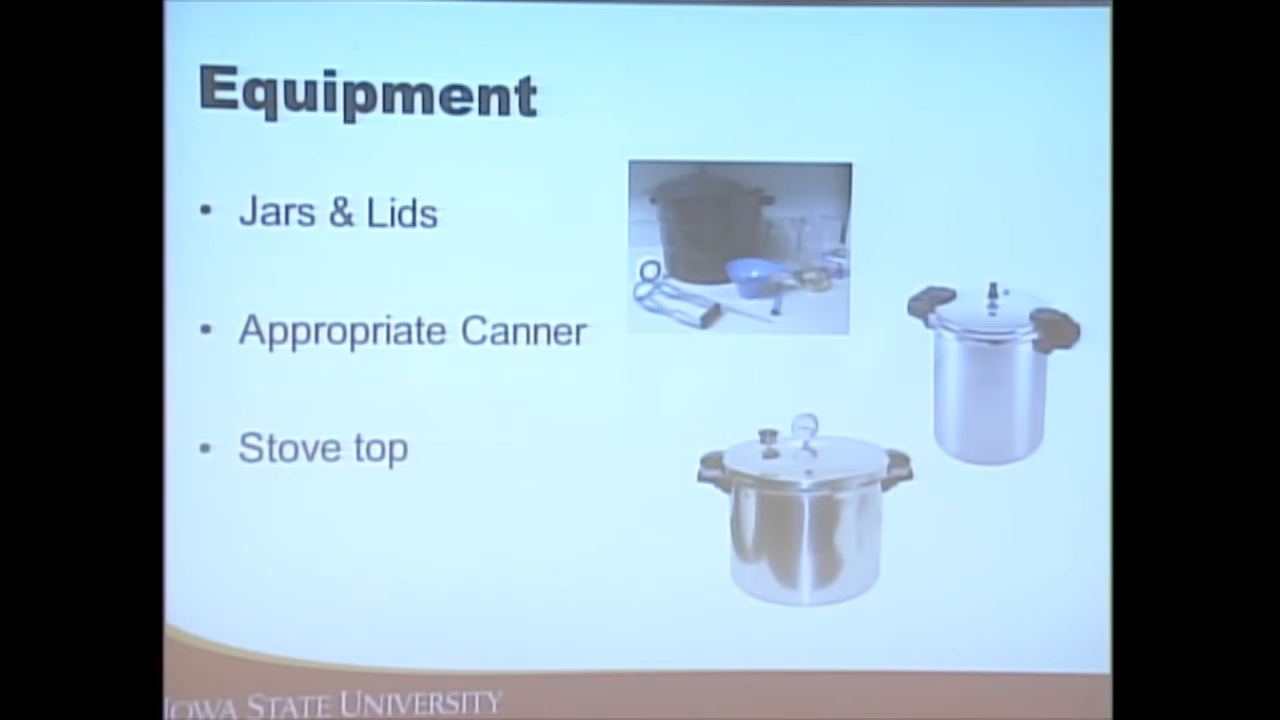 Equipment
• Jars & Lids
• Appropriate Canner
• Stove top
IOWA STATE UNIVERSITY